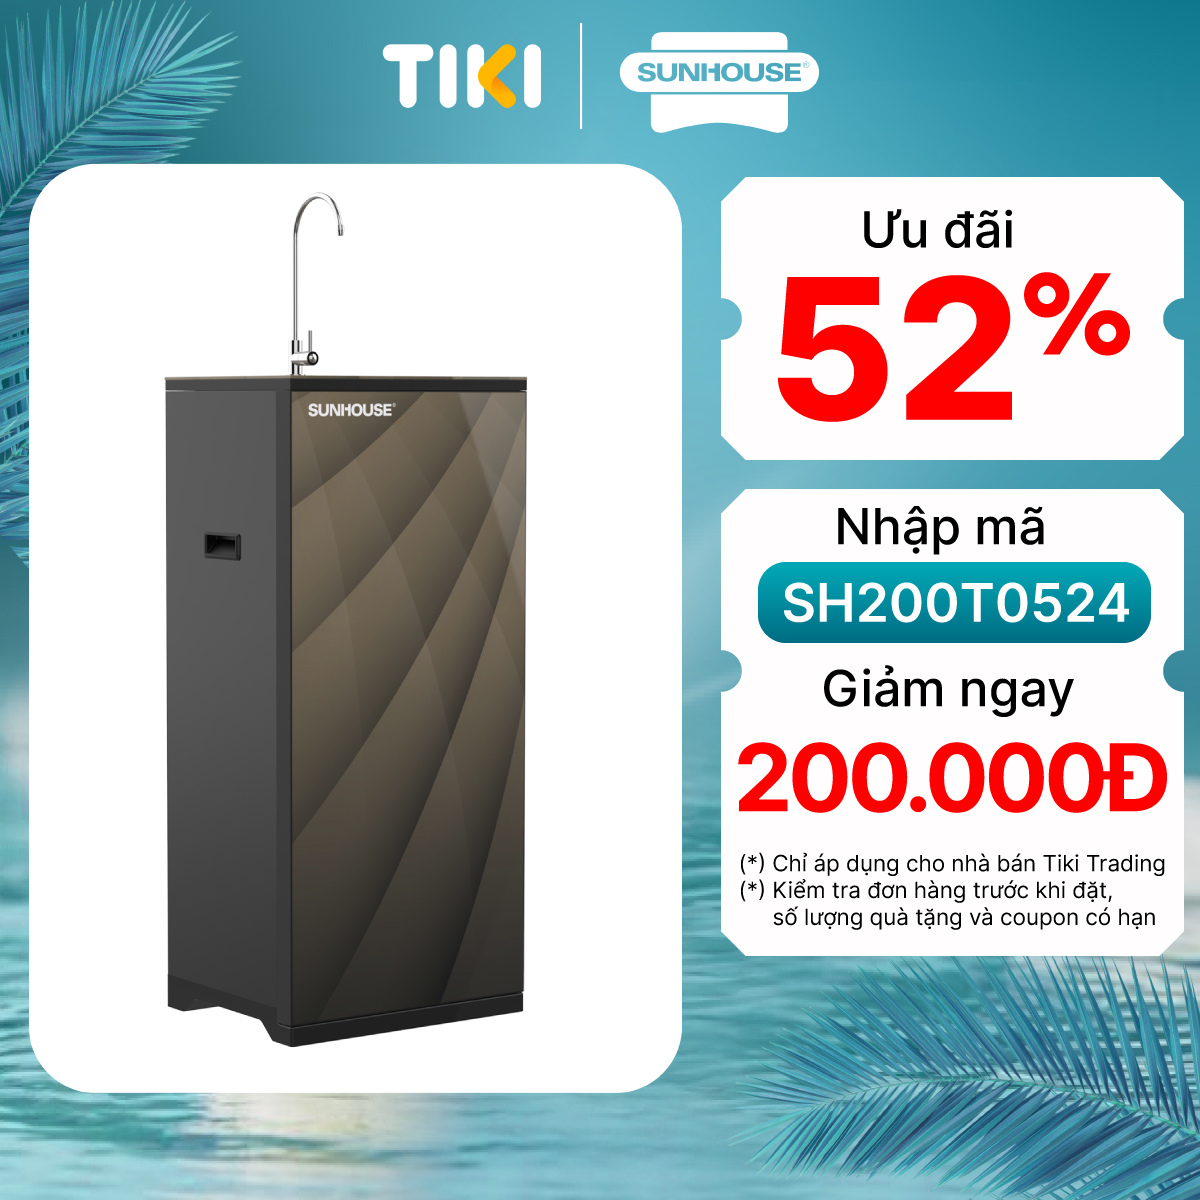 TIKI
SUNHOUSE®
SUNHOUSE®
Ưu đãi
52%
Nhập mã
SH200T0524
Giảm ngay
200.000Đ
(*) Chỉ áp dụng cho nhà bán Tiki Trading
(*) Kiểm tra đơn hàng trước khi đặt,
số lượng quà tặng và coupon có hạn